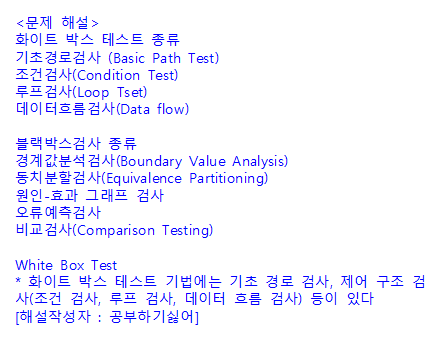 <문제 해설>
화이트 박스 테스트 종류
기초경로검사 (Basic Path Test)
조건검사(Condition Test)
루프검사(Loop Tset)
데이터흐름검사(Data flow)
블랙박스검사 종류
경계값분석검사(Boundary Value Analysis)
동치분할검사(Equivalence Partitioning)
원인-효과 그래프 검사
오류예측검사
비교검사(Comparison Testing)
White Box Test
* 화이트 박스 테스트 기법에는 기초 경로 검사, 제어 구조 검
사(조건 검사, 루프 검사, 데이터 흐름 검사) 등이 있다
[해설작성자 : 공부하기싫어]